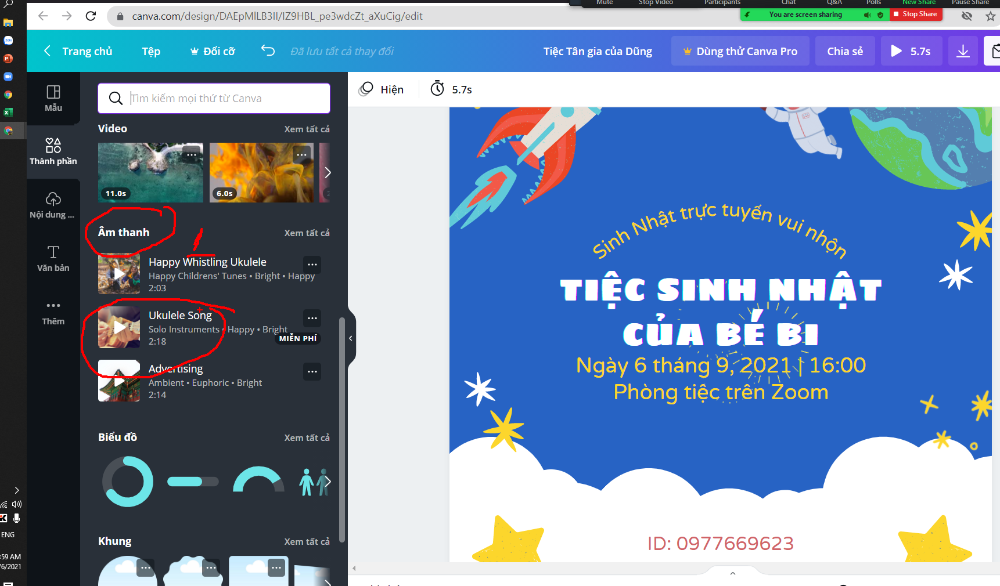 Mute Stop Video Participants Chat Q&A Polls New Share Pause Share
You are screen sharing Stop Share
canva.com/design/DAEpMlLB3II/IZ9HBL_pe3wdcZt_aXuCig/edit
Trang chủ Tệp Đổi cỡ Đã lưu tất cả thay đổi Tiệc Tân gia của Dũng Dùng thử Canva Pro Chia sẻ 5.7s
Mẫu
Thành phần
Nội dung ...
Văn bản
Thêm
Tìm kiếm mọi thứ từ Canva
Video Xem tất cả
11.0s 6.0s
Âm thanh Xem tất cả
Happy Whistling Ukulele
Happy Childrens' Tunes • Bright • Happy
2:03
Ukulele Song
Solo Instruments • Happy • Bright
2:18
MIỄN PHÍ
Advertising
Ambient • Euphoric • Bright
2:14
Biểu đồ Xem tất cả
Khung Xem tất cả
Hiện 5.7s
Sinh Nhật trực tuyến vui nhộn
TIỆC SINH NHẬT
CỦA BÉ BI
Ngày 6 tháng 9, 2021 | 16:00
Phòng tiệc trên Zoom
ID: 0977669623
ENG
:59 AM
/6/2021